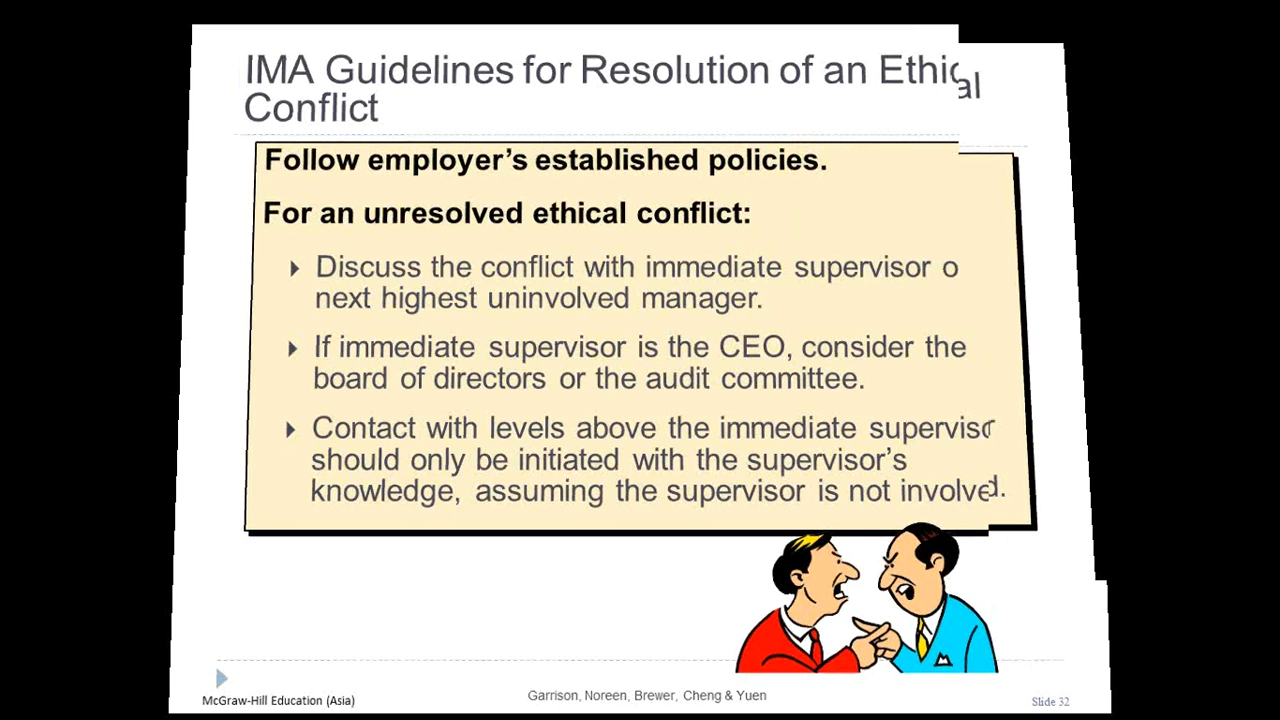 IMA Guidelines for Resolution of an Ethical
Conflict
Follow employer's established policies.
For an unresolved ethical conflict:
Discuss the conflict with immediate supervisor o
next highest uninvolved manager.
If immediate supervisor is the CEO, consider the
board of directors or the audit committee.
Contact with levels above the immediate supervisor
should only be initiated with the supervisor's
knowledge, assuming the supervisor is not involved.
McGraw-Hill Education (Asia)
Garrison, Noreen, Brewer, Cheng & Yuen
Slide 32